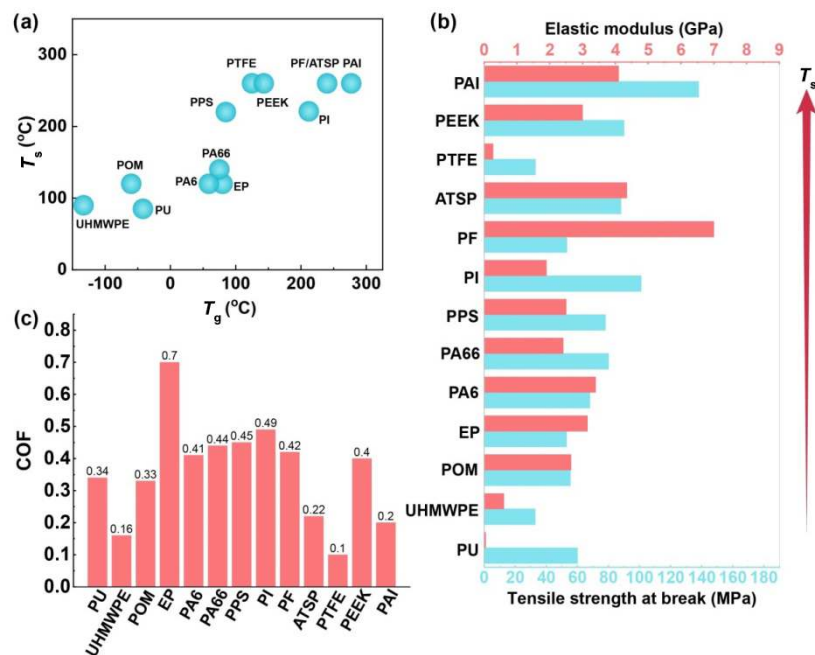 (a)
Ts (°C)
300
200
100
0
PTFE
PF/ATSP PAI
PPS
PEEK
PI
PA66
POM
PA6
EP
UHMWPE
PU
-100 0 100 200 300
Tg (°C)
(b)
Elastic modulus (GPa)
0 1 2 3 4 5 6 7 8 9
Ts
PAI
PEEK
PTFE
ATSP
PF
PI
PPS
PA66
PA6
EP
POM
UHMWPE
PU
0 20 40 60 80 100 120 140 160 180
Tensile strength at break (MPa)
(c)
COF
0.8
0.7
0.6
0.5
0.4
0.3
0.2
0.1
0.0
0.34
0.16
0.33
0.7
0.41
0.44
0.45
0.49
0.42
0.22
0.1
0.4
0.2
PU
UHMWPE
POM
EP
PA6
PA66
PPS
PI
PF
ATSP
PTFE
PEEK
PAI